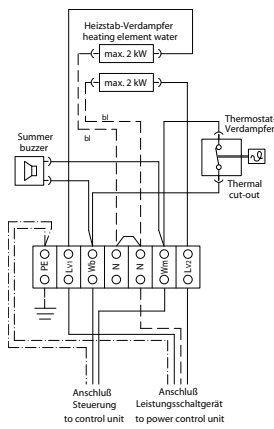 Heizstab-Verdampfer
heating element water
max. 2 kW
max. 2 kW
bl
bl
Thermostat-
Verdampfer
Summer
buzzer
Thermal
cut-out
PE
Lv1
Wb
N
N
Wm
Lv2
Anschluß
Steuerung
to control unit
Anschluß
Leistungsschaltgerät
to power control unit